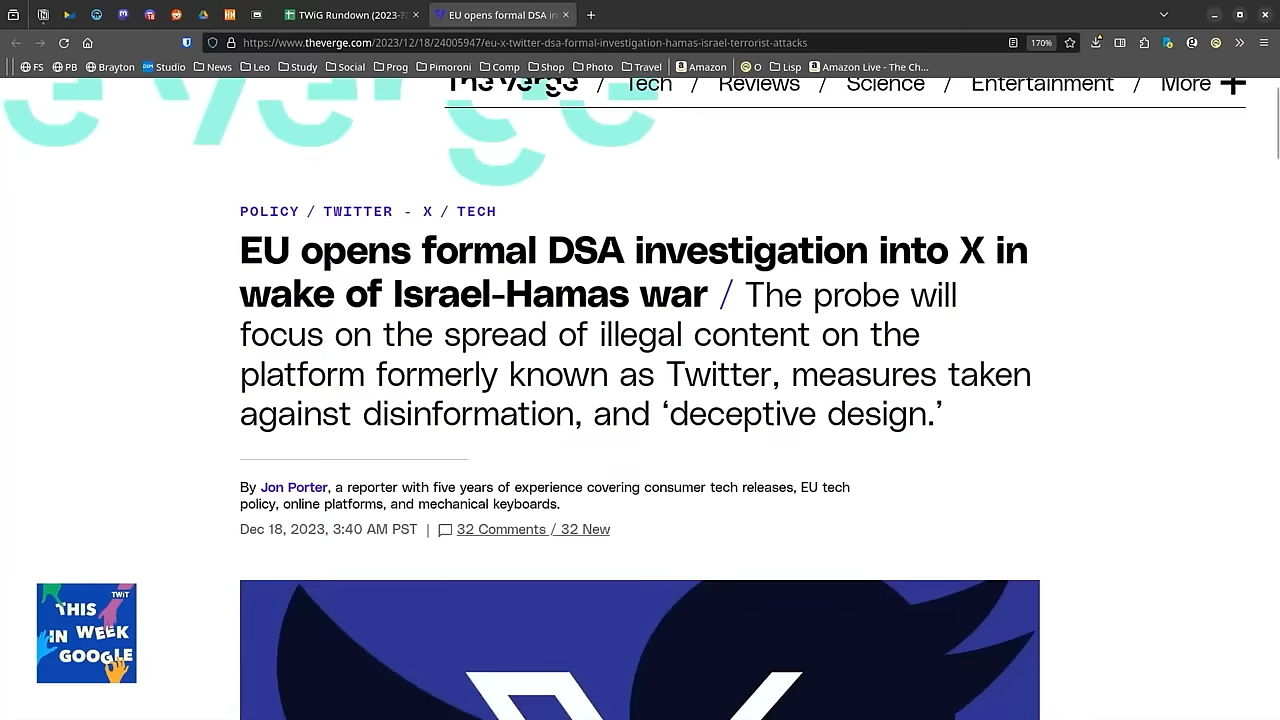 TWiG Rundown (2023-??
EU opens formal DSA in
https://www.theverge.com/2023/12/18/24005947/eu-x-twitter-dsa-formal-investigation-hamas-israel-terrorist-attacks
170%
FS PB Brayton Studio News Leo Study Social Prog Pimoroni Comp Shop Photo Travel Amazon O Lisp Amazon Live - The Ch...
The Verge / Tech / Reviews / Science / Entertainment / More
POLICY / TWITTER - X / TECH
EU opens formal DSA investigation into X in
wake of Israel-Hamas war / The probe will
focus on the spread of illegal content on the
platform formerly known as Twitter, measures taken
against disinformation, and ‘deceptive design.’
By Jon Porter, a reporter with five years of experience covering consumer tech releases, EU tech
policy, online platforms, and mechanical keyboards.
Dec 18, 2023, 3:40 AM PST | 32 Comments / 32 New
TWiT
THIS
IN WEEK
GOOGLE